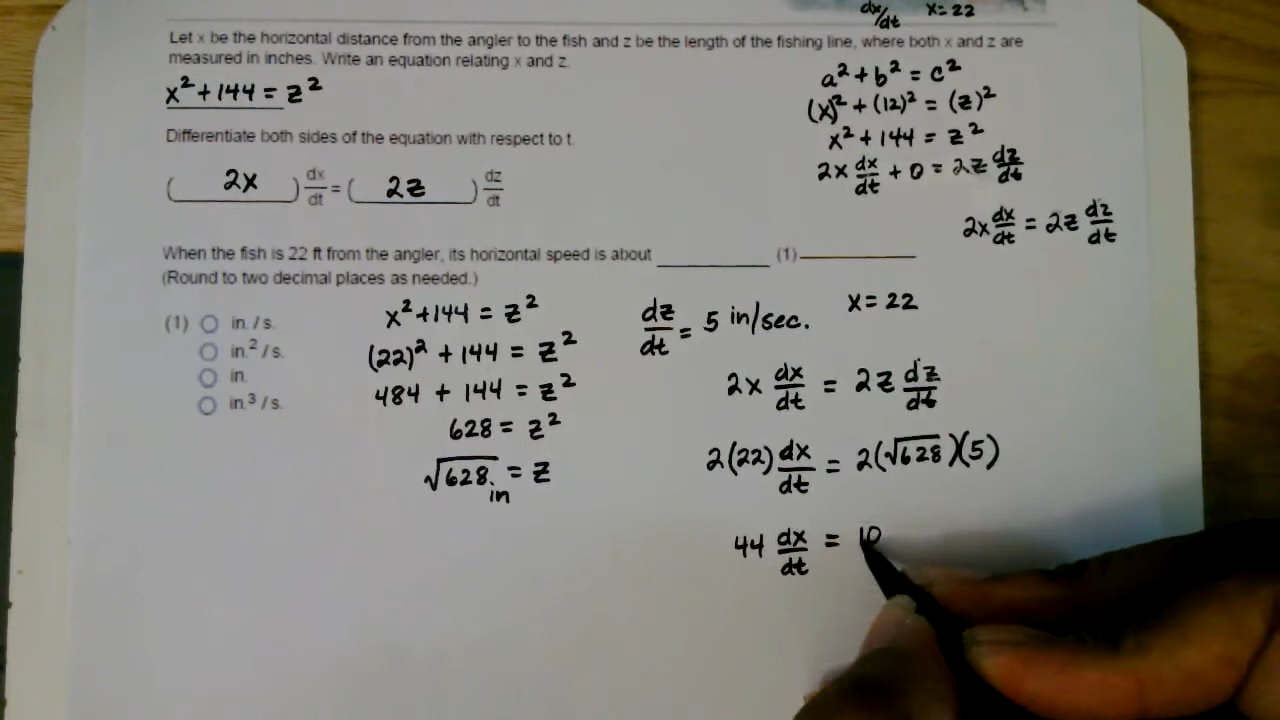 dx/dt x=22
Let x be the horizontal distance from the angler to the fish and z be the length of the fishing line, where both x and z are
measured in inches. Write an equation relating x and z.
x² + 144 = z²
a² + b² = c²
(x)² + (12)² = (z)²
x² + 144 = z²
2x dx/dt + 0 = 2z dz/dt
2x dx/dt = 2z dz/dt
Differentiate both sides of the equation with respect to t.
( 2x ) dx/dt = ( 2z ) dz/dt
When the fish is 22 ft from the angler, its horizontal speed is about ________ (1) ________
(Round to two decimal places as needed.)
(1) in./s.
in.²/s.
in.
in.³/s.
x² + 144 = z²
(22)² + 144 = z²
484 + 144 = z²
628 = z²
√628 in = z
dz/dt = 5 in/sec. x = 22
2x dx/dt = 2z dz/dt
2(22) dx/dt = 2(√628)(5)
44 dx/dt = 10